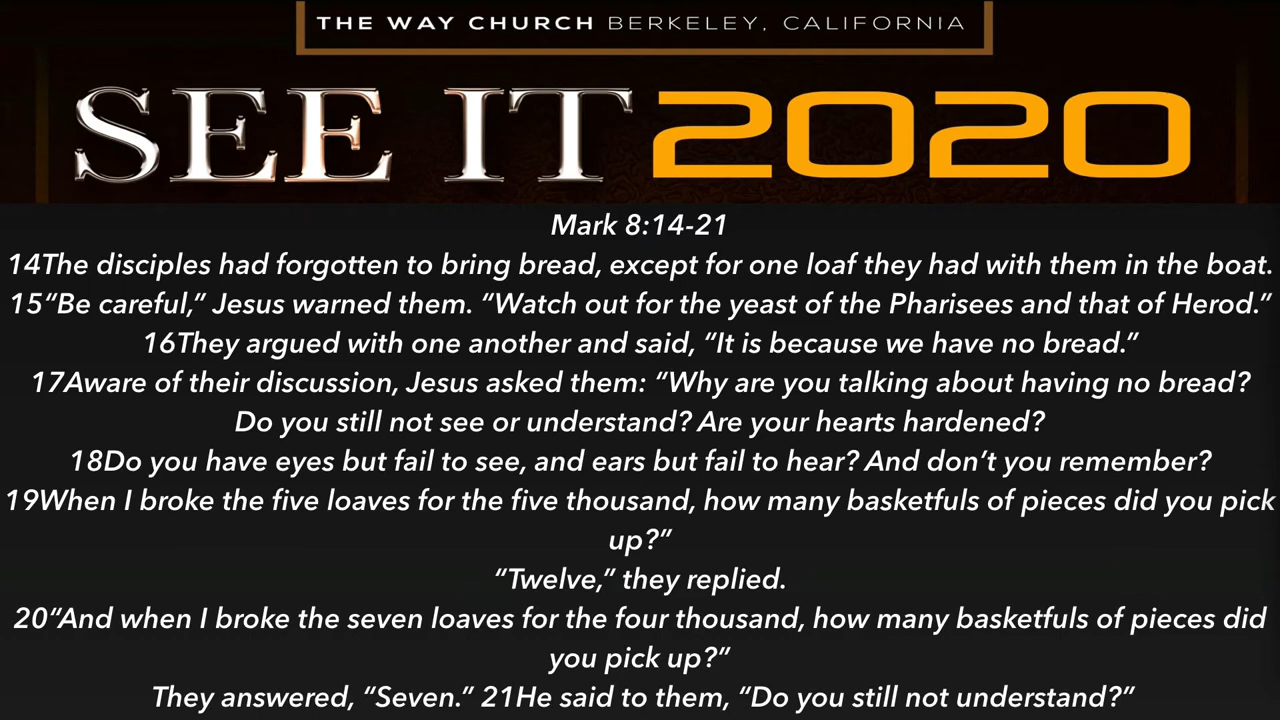 THE WAY CHURCH BERKELEY, CALIFORNIA
SEE IT 2020
Mark 8:14-21
14The disciples had forgotten to bring bread, except for one loaf they had with them in the boat.
15“Be careful,” Jesus warned them. “Watch out for the yeast of the Pharisees and that of Herod.”
16They argued with one another and said, “It is because we have no bread.”
17Aware of their discussion, Jesus asked them: “Why are you talking about having no bread?
Do you still not see or understand? Are your hearts hardened?
18Do you have eyes but fail to see, and ears but fail to hear? And don’t you remember?
19When I broke the five loaves for the five thousand, how many basketfuls of pieces did you pick
up?”
“Twelve,” they replied.
20“And when I broke the seven loaves for the four thousand, how many basketfuls of pieces did
you pick up?”
They answered, “Seven.” 21He said to them, “Do you still not understand?”